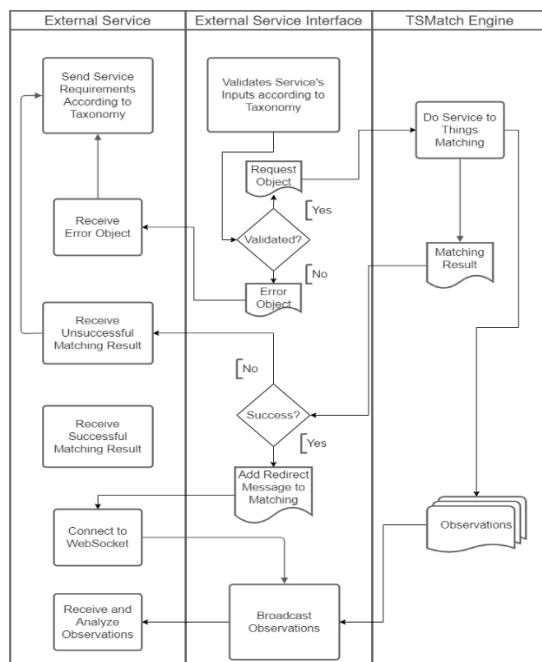 External Service
External Service Interface
TSMatch Engine
Send Service
Requirements
According to
Taxonomy
Validates Service's
Inputs according to
Taxonomy
Do Service to
Things
Matching
Request
Object
Yes
Receive
Error Object
Validated?
No
Error
Object
Matching
Result
Receive
Unsuccessful
Matching Result
No
Success?
Receive
Successful
Matching Result
Yes
Add Redirect
Message to
Matching
Connect to
WebSocket
Observations
Receive and
Analyze
Observations
Broadcast
Observations